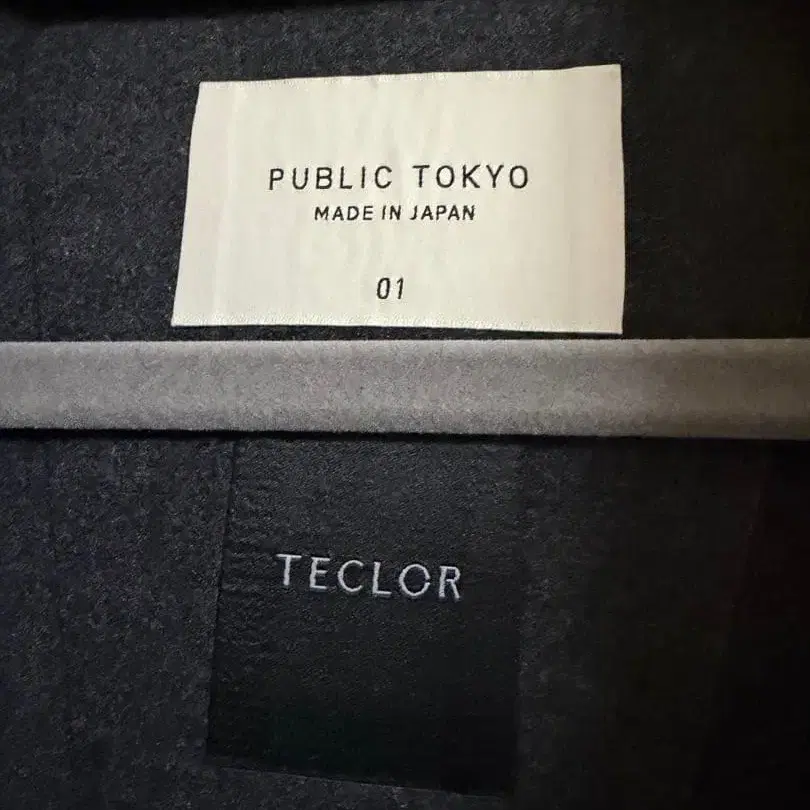 PUBLIC TOKYO
MADE IN JAPAN
01
TECLOR